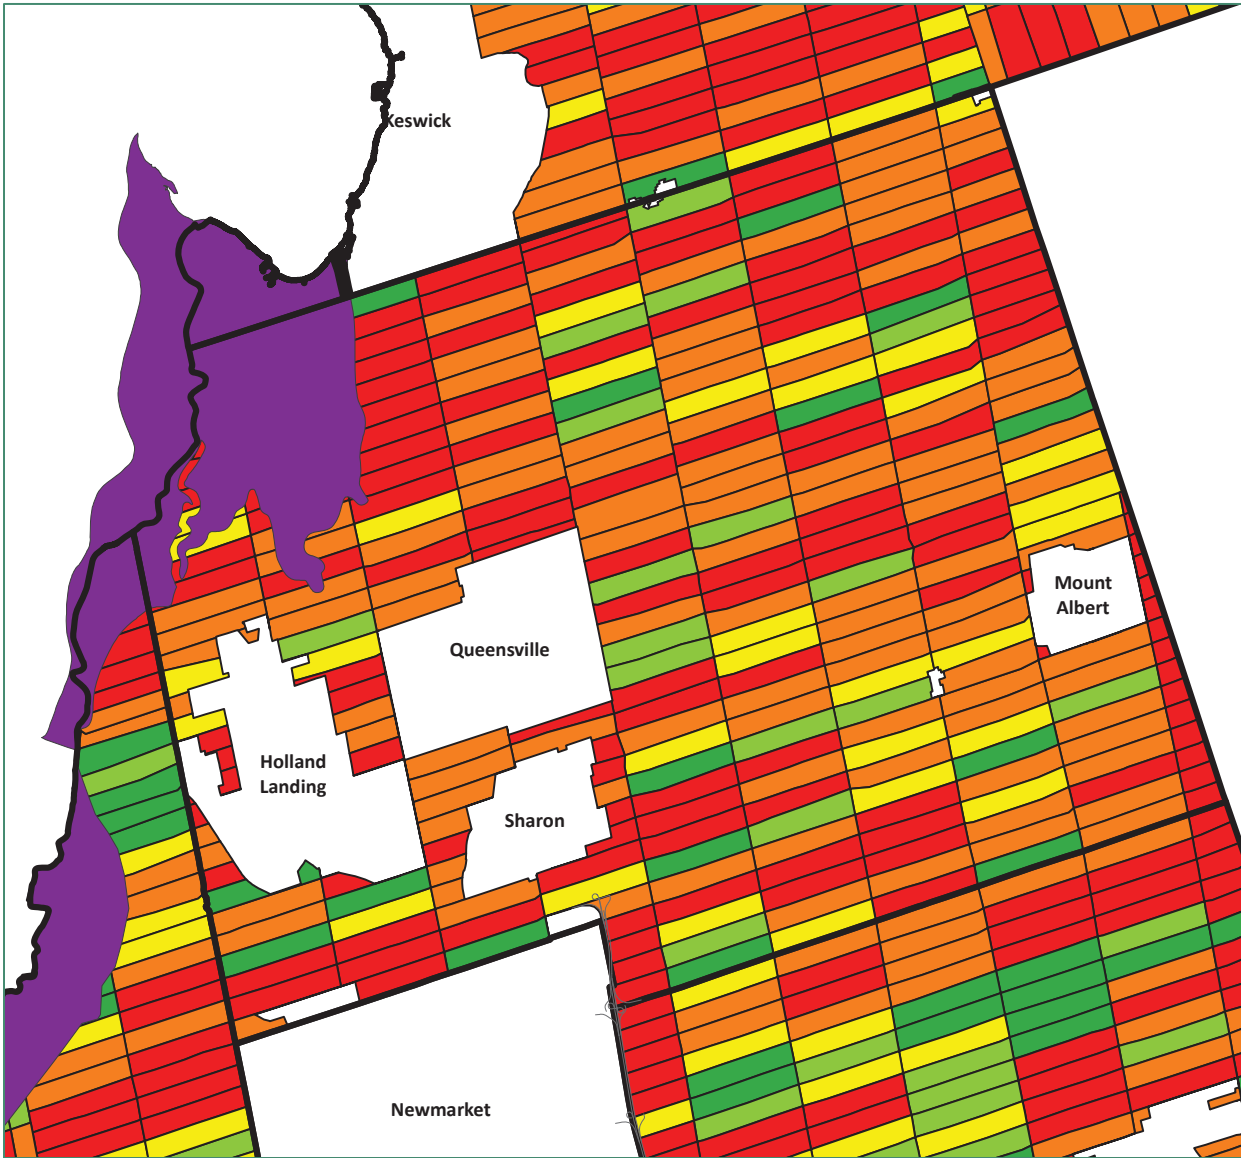 Keswick
Mount
Albert
Queensville
Holland
Landing
Sharon
Newmarket